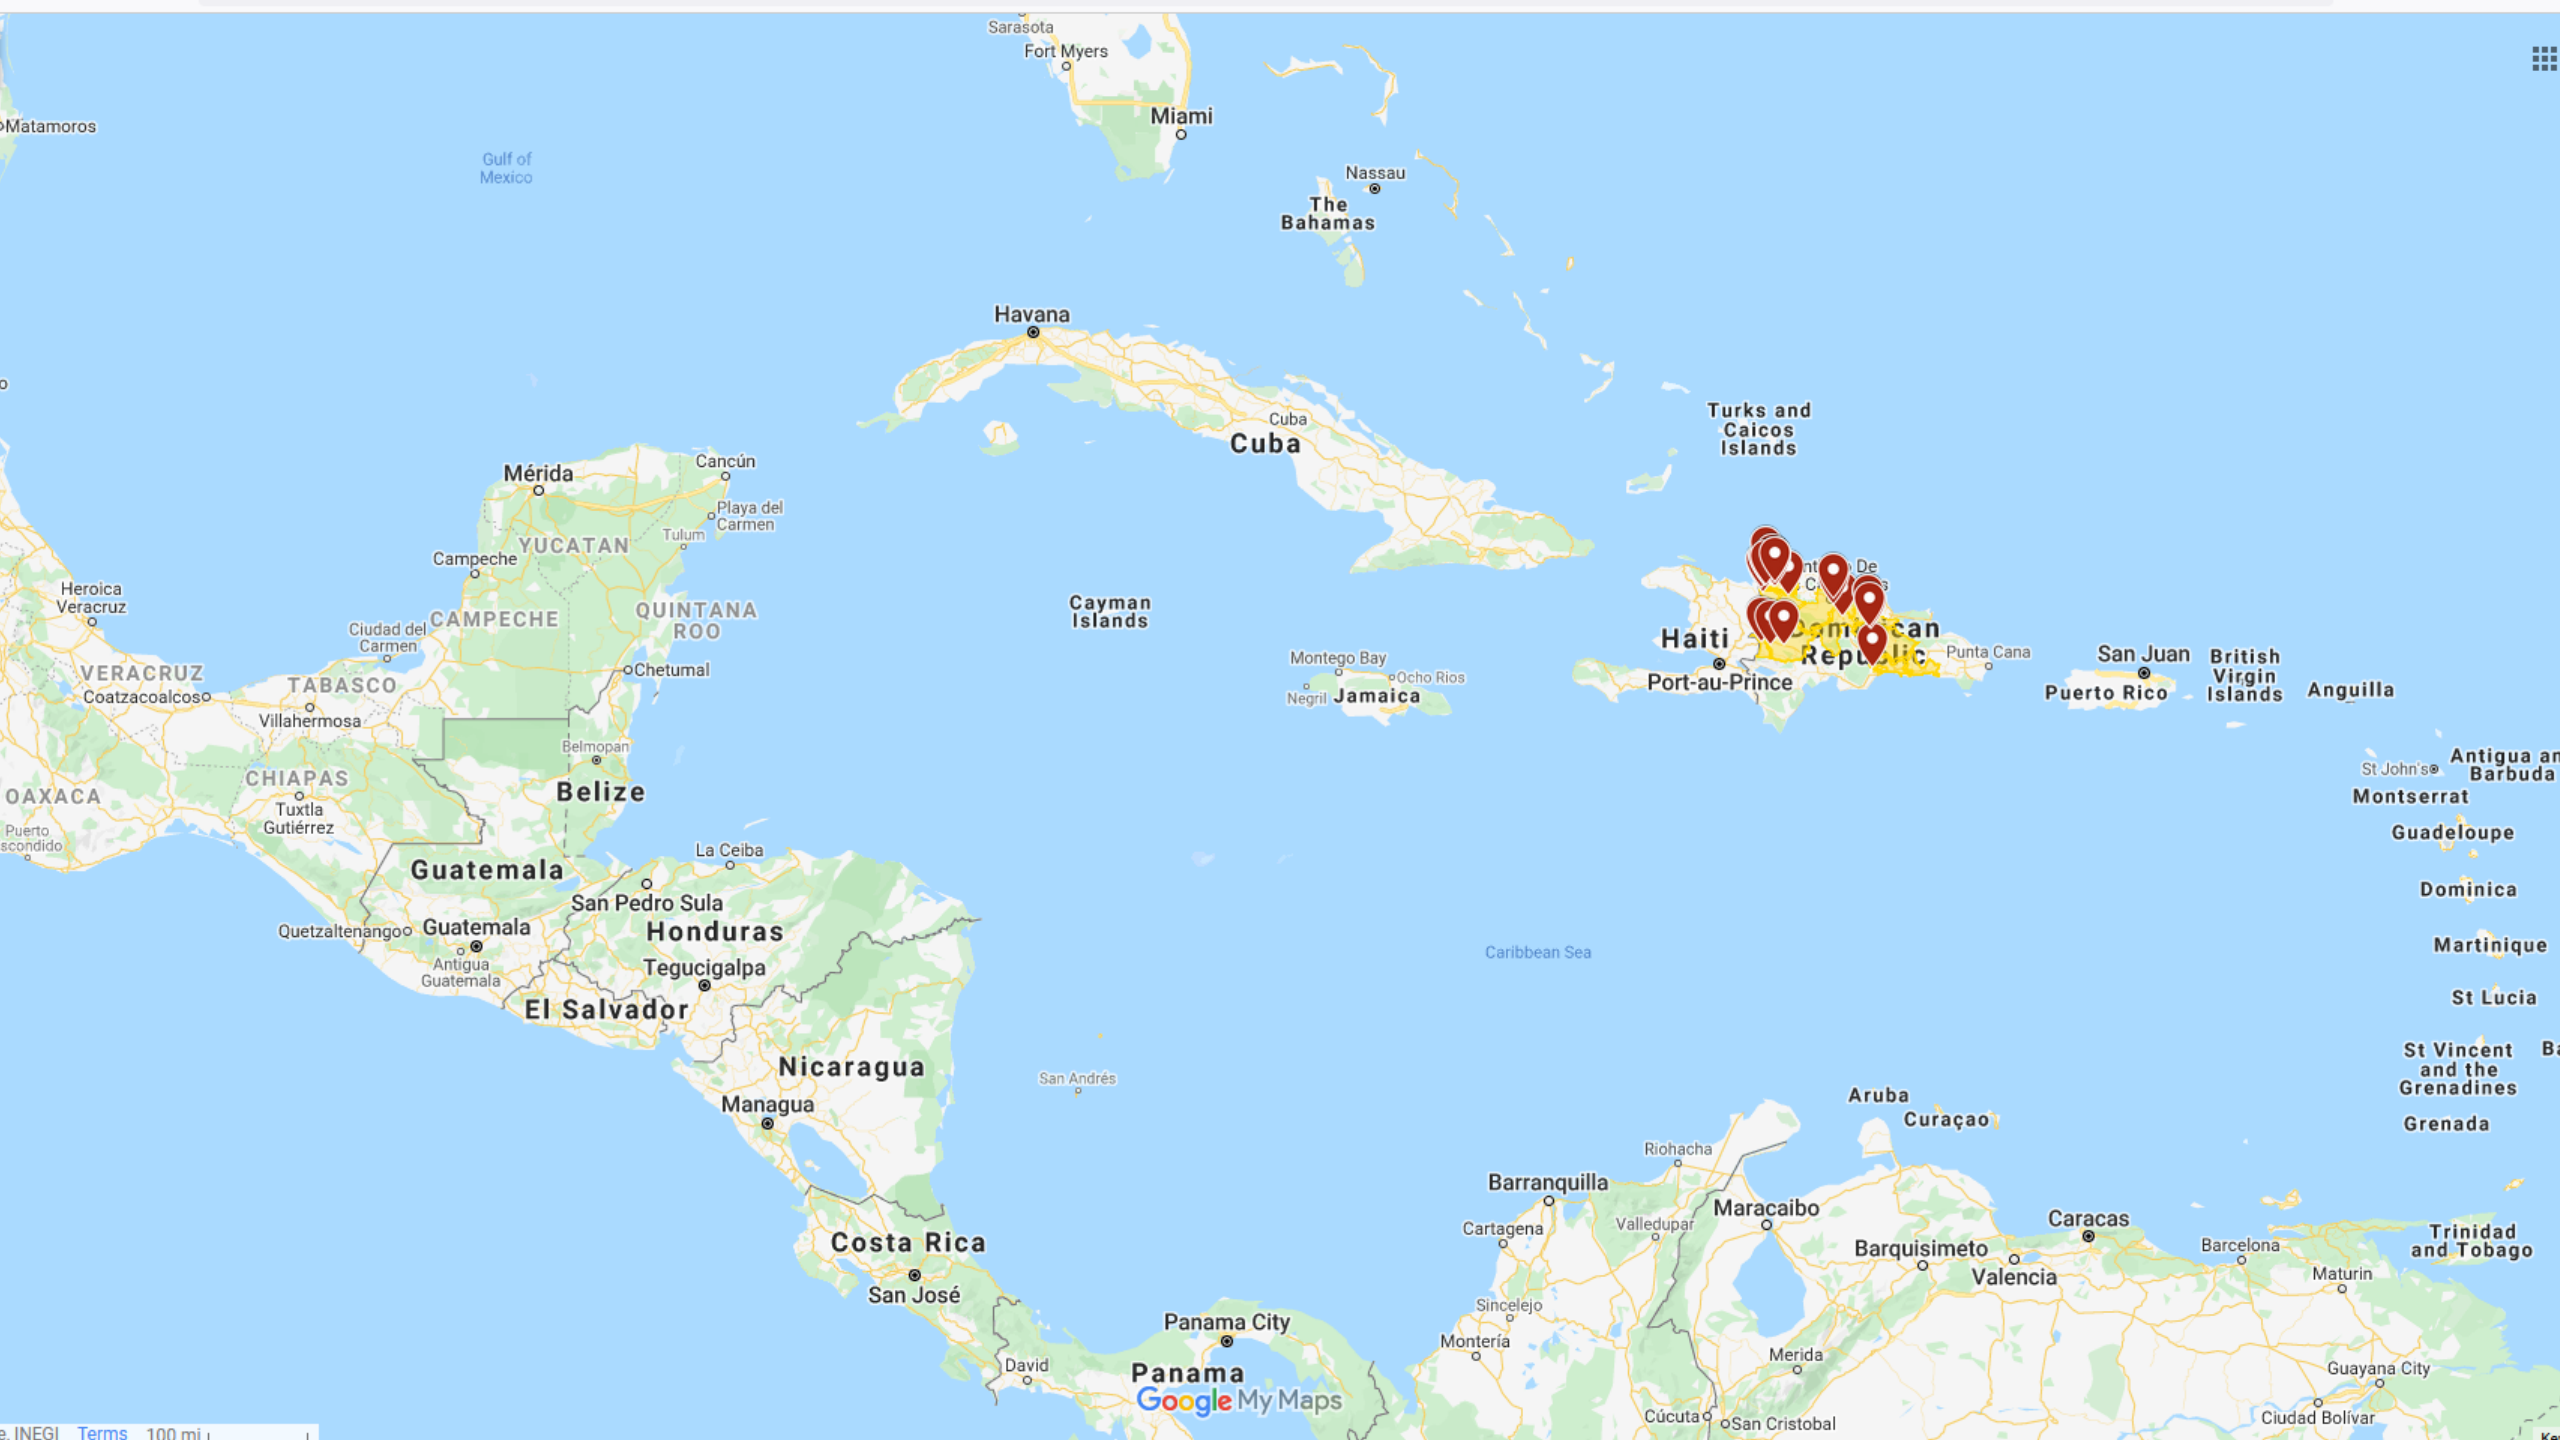 Sarasota
Fort Myers
Miami
Matamoros
Gulf of
Mexico
Nassau
The
Bahamas
Havana
Cuba
Cuba
Turks and
Caicos
Islands
Mérida
Cancún
Playa del
Carmen
Tulum
YUCATAN
Campeche
Heroica
Veracruz
CAMPECHE
QUINTANA
ROO
Ciudad del
Carmen
Cayman
Islands
De
Haiti
Republic
Punta Cana
Port-au-Prince
San Juan
Puerto Rico
British
Virgin
Islands
Anguilla
Montego Bay
Ocho Rios
Negril
Jamaica
VERACRUZ
Coatzacoalcos
TABASCO
Villahermosa
Chetumal
Belmopan
Belize
CHIAPAS
Tuxtla
Gutiérrez
OAXACA
Puerto
scondido
St John's
Antigua an
Barbuda
Montserrat
Guadeloupe
Dominica
Martinique
St Lucia
St Vincent
and the
Grenadines
Grenada
La Ceiba
Guatemala
San Pedro Sula
Honduras
Quetzaltenango
Guatemala
Antigua
Guatemala
Tegucigalpa
El Salvador
Caribbean Sea
Nicaragua
Managua
San Andrés
Aruba
Curaçao
Riohacha
Barranquilla
Cartagena
Valledupar
Maracaibo
Caracas
Barquisimeto
Valencia
Barcelona
Maturin
Trinidad
and Tobago
Costa Rica
San José
Sincelejo
Montería
Panama City
David
Panama
Merida
Guayana City
Ciudad Bolívar
Cúcuta
San Cristobal
Google My Maps
INEGI Terms 100 mi